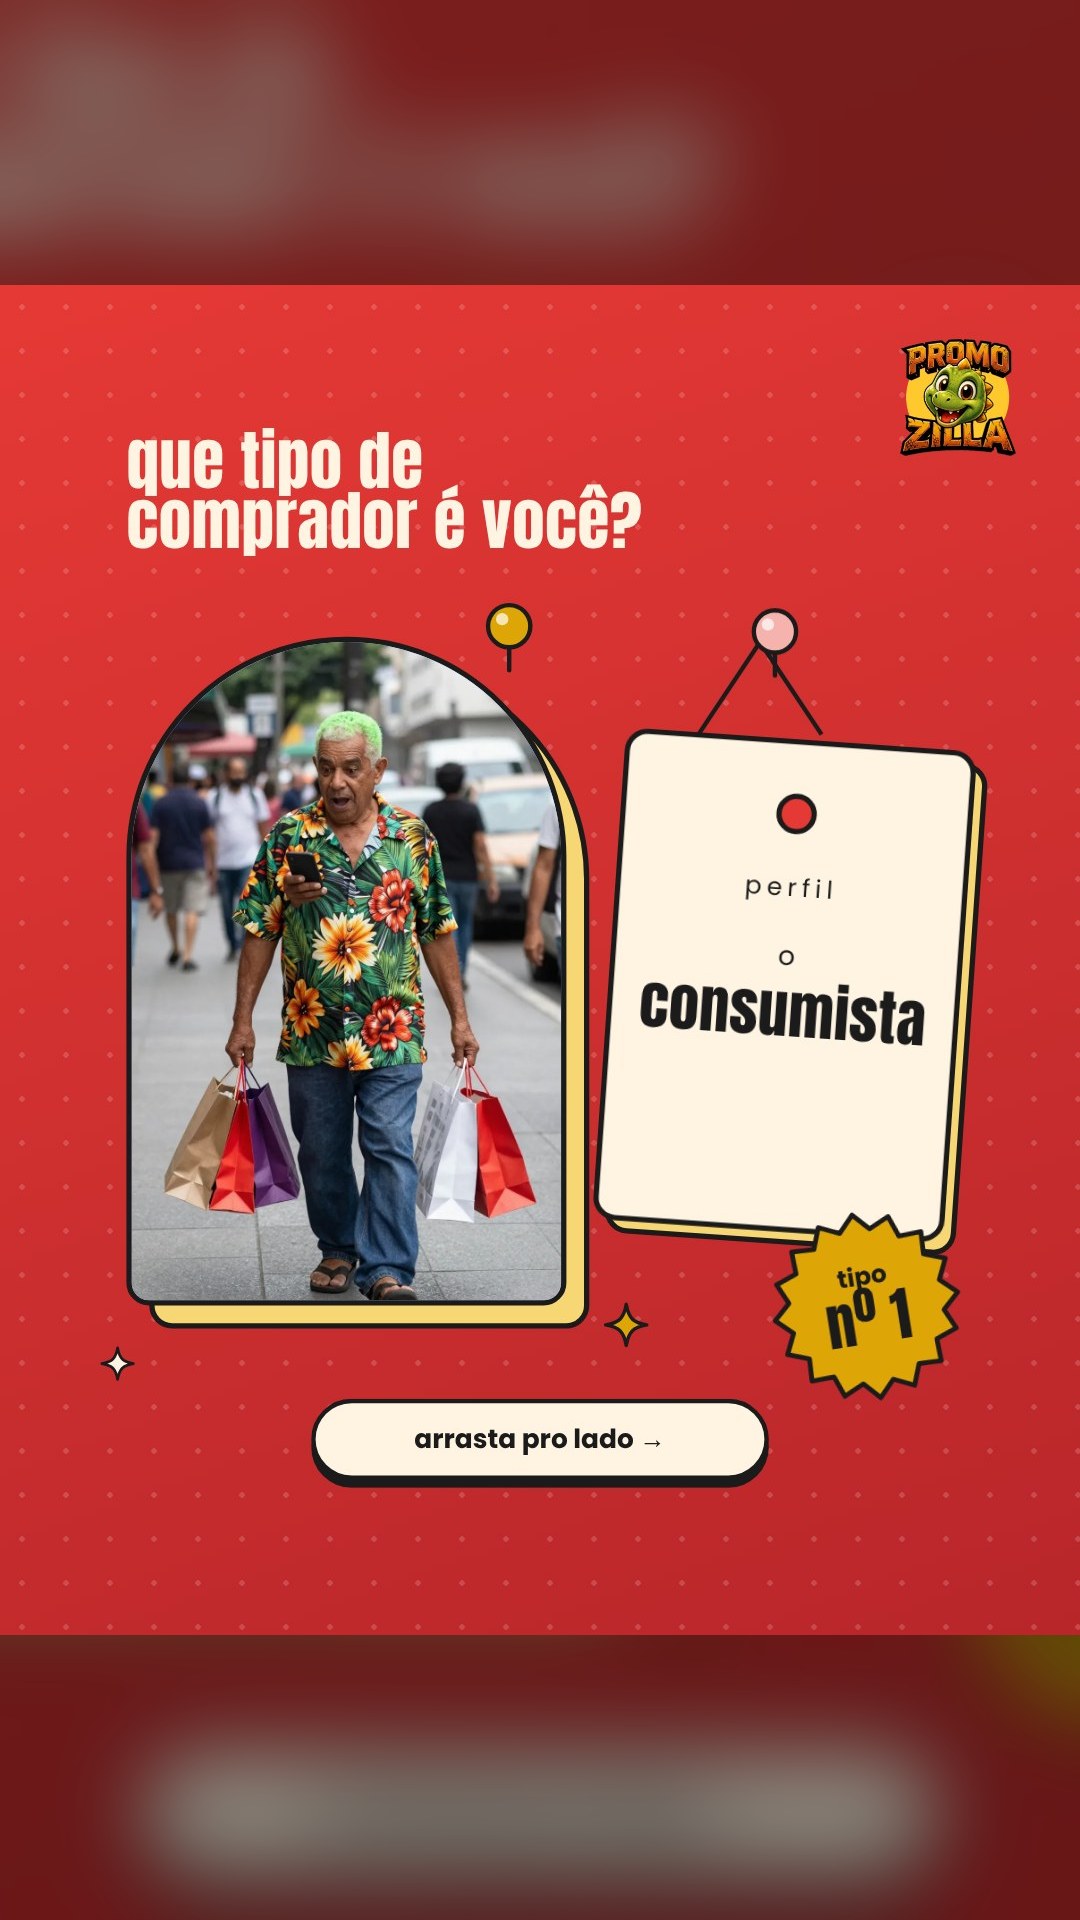 PROMO
ZILLA
que tipo de
comprador é você?
perfil
o
consumista
tipo
nº 1
arrasta pro lado →